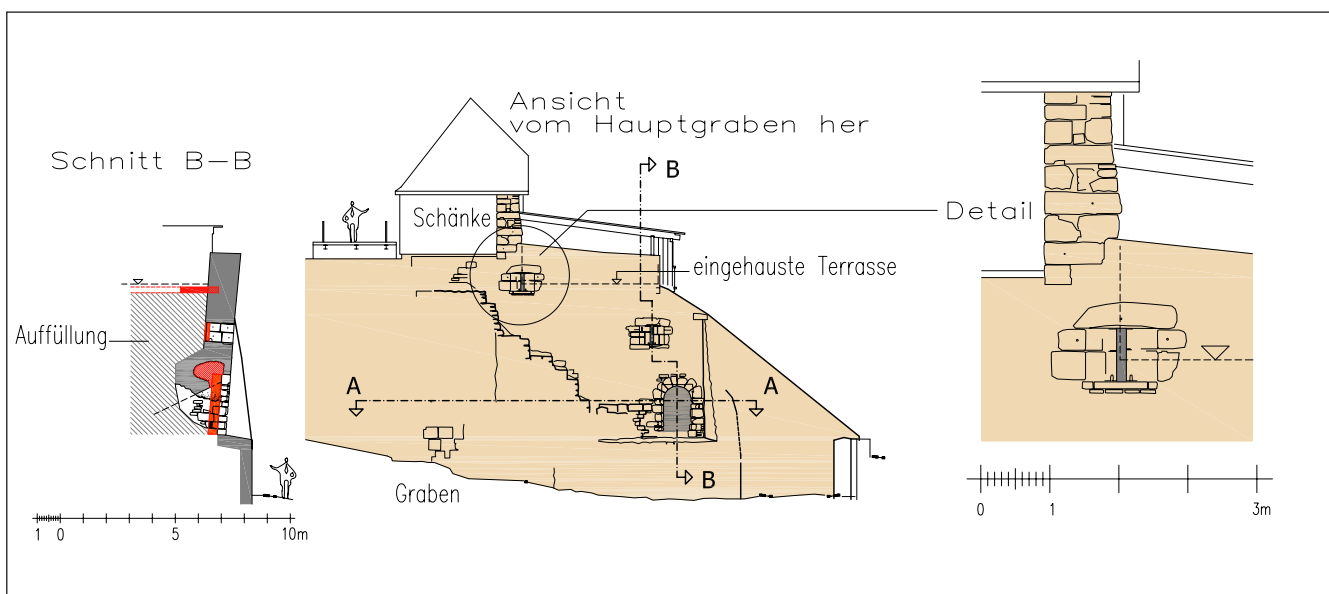 Ansicht
vom Hauptgraben her
Schnitt B-B
B
Schänke
Detail
eingehauste Terrasse
Auffüllung
A
A
B
Graben
1 0 5 10m
0 1 3m